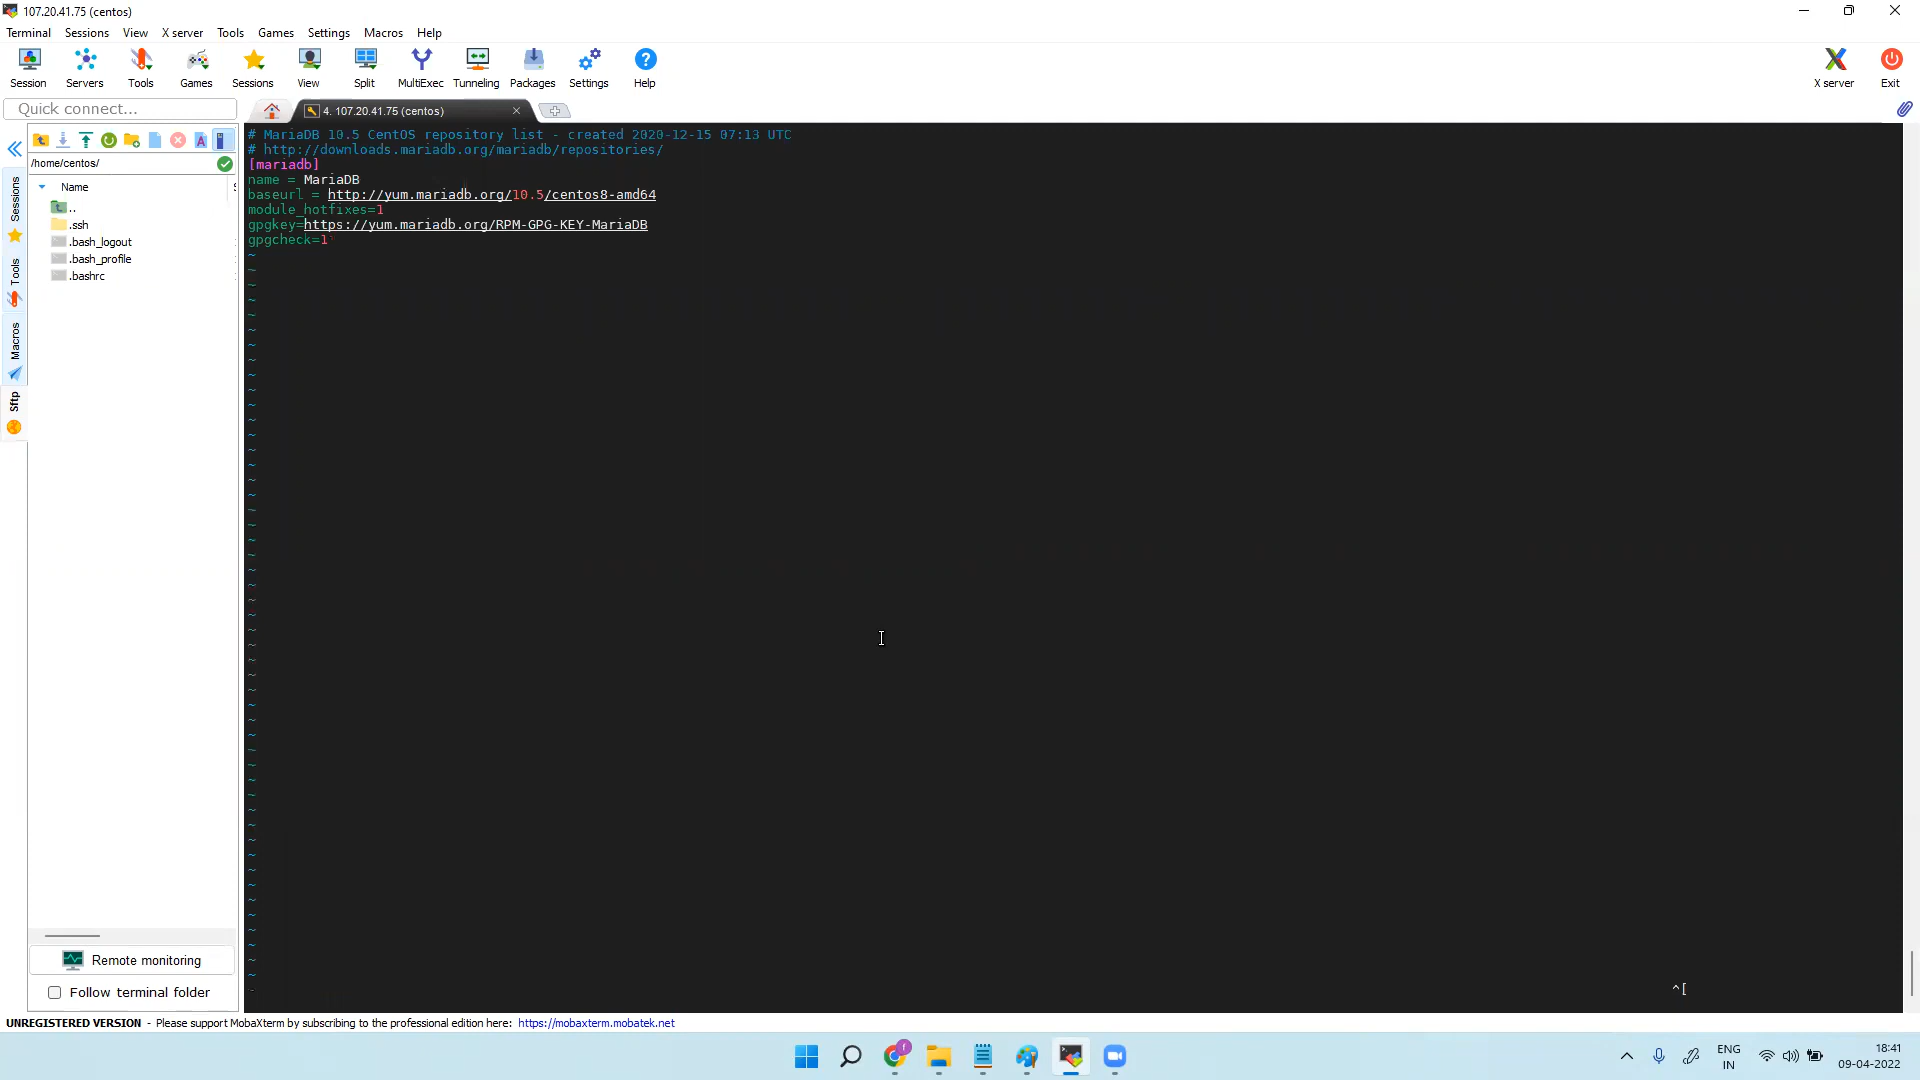 107.20.41.75 (centos)
Terminal Sessions View X server Tools Games Settings Macros Help
Session Servers Tools Games Sessions View Split MultiExec Tunneling Packages Settings Help X server Exit
Quick connect...
4. 107.20.41.75 (centos)
/home/centos/
Name
..
.ssh
.bash_logout
.bash_profile
.bashrc
Sessions
Tools
Macros
Sftp
# MariaDB 10.5 CentOS repository list - created 2020-12-15 07:13 UTC
# http://downloads.mariadb.org/mariadb/repositories/
[mariadb]
name = MariaDB
baseurl = http://yum.mariadb.org/10.5/centos8-amd64
module_hotfixes=1
gpgkey=https://yum.mariadb.org/RPM-GPG-KEY-MariaDB
gpgcheck=1`
^[
Remote monitoring
Follow terminal folder
UNREGISTERED VERSION - Please support MobaXterm by subscribing to the professional edition here: https://mobaxterm.mobatek.net
ENG
IN
18:41
09-04-2022